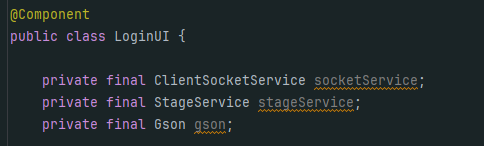 @Component
public class LoginUI {
private final ClientSocketService socketService;
private final StageService stageService;
private final Gson gson;